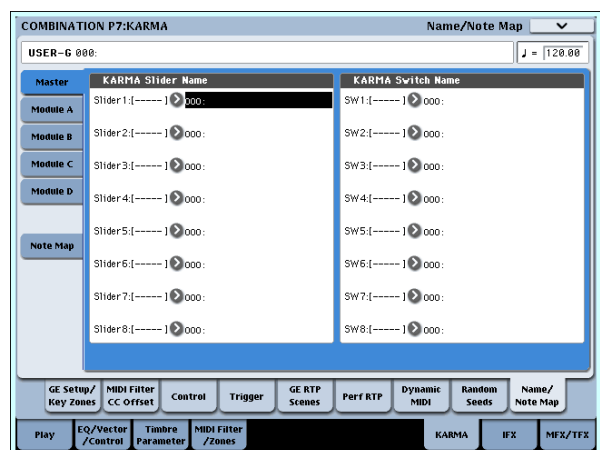 COMBINATION P7:KARMA Name/Note Map
USER-G 000: ♩ = 120.00
Master
Module A
Module B
Module C
Module D
Note Map
KARMA Slider Name
Slider1:[----- ] 000:
Slider2:[----- ] 000:
Slider3:[----- ] 000:
Slider4:[----- ] 000:
Slider5:[----- ] 000:
Slider6:[----- ] 000:
Slider7:[----- ] 000:
Slider8:[----- ] 000:
KARMA Switch Name
SW1:[----- ] 000:
SW2:[----- ] 000:
SW3:[----- ] 000:
SW4:[----- ] 000:
SW5:[----- ] 000:
SW6:[----- ] 000:
SW7:[----- ] 000:
SW8:[----- ] 000:
GE Setup/
Key Zones
MIDI Filter
CC Offset
Control
Trigger
GE RTP
Scenes
Perf RTP
Dynamic
MIDI
Random
Seeds
Name/
Note Map
Play
EQ/Vector
/Control
Timbre
Parameter
MIDI Filter
/Zones
KARMA
IFX
MFX/TFX